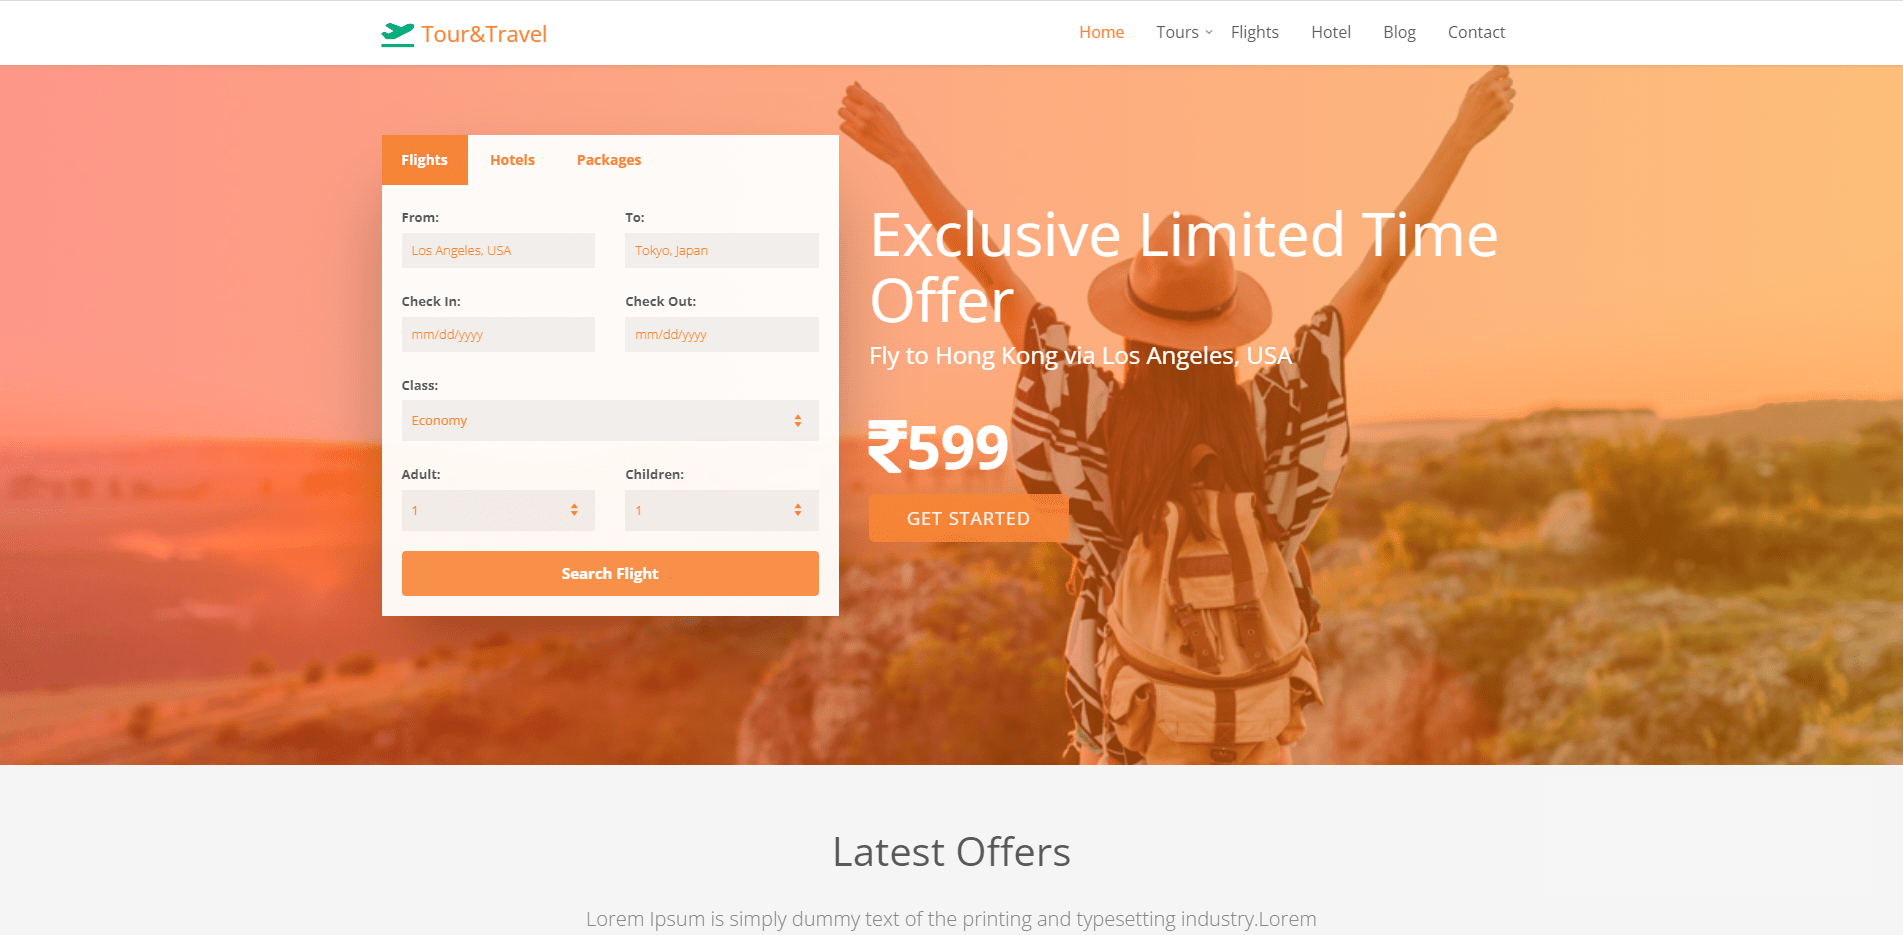 Tour&Travel
Home Tours Flights Hotel Blog Contact
Flights Hotels Packages
From: To:
Los Angeles, USA Tokyo, Japan
Check In: Check Out:
mm/dd/yyyy mm/dd/yyyy
Class:
Economy
Adult: Children:
1 1
Search Flight
Exclusive Limited Time
Offer
Fly to Hong Kong via Los Angeles, USA
₹599
GET STARTED
Latest Offers
Lorem Ipsum is simply dummy text of the printing and typesetting industry.Lorem